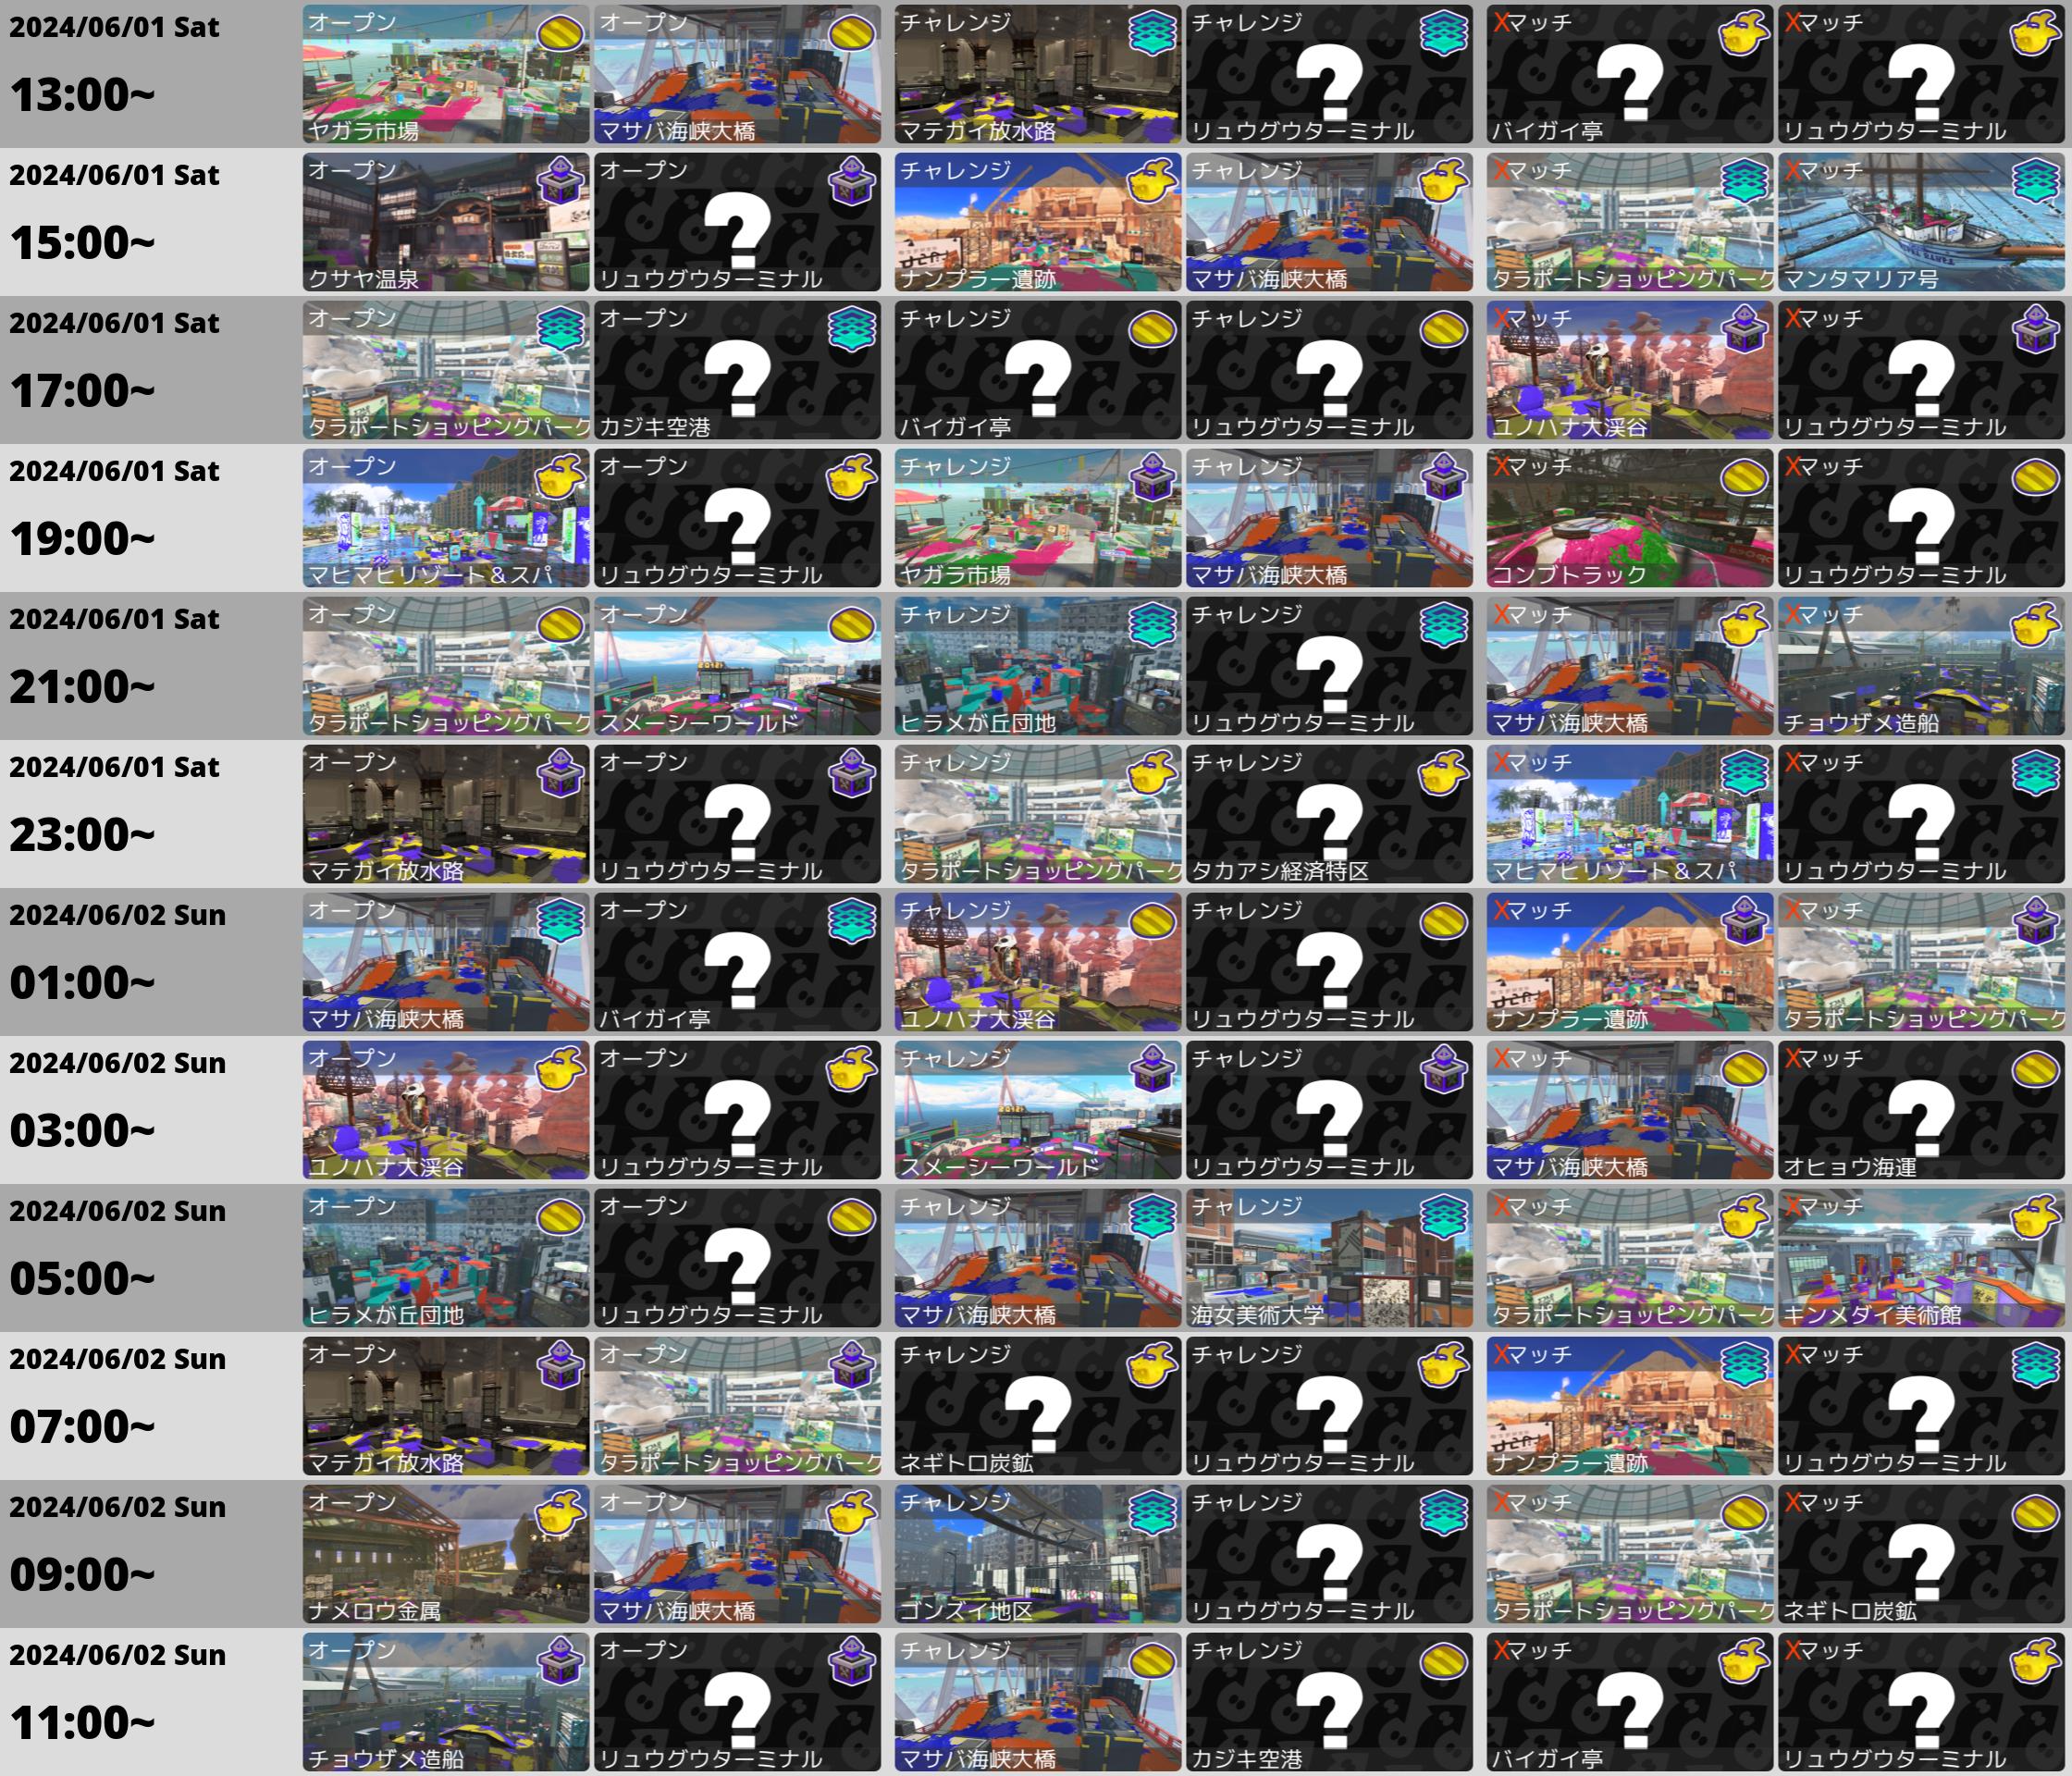 2024/06/01 Sat
13:00~
オープン
ヤガラ市場
オープン
マサバ海峡大橋
チャレンジ
マテガイ放水路
チャレンジ
リュウグウターミナル
Xマッチ
バイガイ亭
Xマッチ
リュウグウターミナル
2024/06/01 Sat
15:00~
オープン
クサヤ温泉
オープン
リュウグウターミナル
チャレンジ
ナンプラー遺跡
チャレンジ
マサバ海峡大橋
Xマッチ
タラポートショッピングパーク
Xマッチ
マンタマリア号
2024/06/01 Sat
17:00~
オープン
タラポートショッピングパーク
オープン
カジキ空港
チャレンジ
バイガイ亭
チャレンジ
リュウグウターミナル
Xマッチ
ユノハナ大渓谷
Xマッチ
リュウグウターミナル
2024/06/01 Sat
19:00~
オープン
マヒマヒリゾート＆スパ
オープン
リュウグウターミナル
チャレンジ
ヤガラ市場
チャレンジ
マサバ海峡大橋
Xマッチ
コンブトラック
Xマッチ
リュウグウターミナル
2024/06/01 Sat
21:00~
オープン
タラポートショッピングパーク
オープン
スメーシーワールド
チャレンジ
ヒラメが丘団地
チャレンジ
リュウグウターミナル
Xマッチ
マサバ海峡大橋
Xマッチ
チョウザメ造船
2024/06/01 Sat
23:00~
オープン
マテガイ放水路
オープン
リュウグウターミナル
チャレンジ
タラポートショッピングパーク
チャレンジ
タカアシ経済特区
Xマッチ
マヒマヒリゾート＆スパ
Xマッチ
リュウグウターミナル
2024/06/02 Sun
01:00~
オープン
マサバ海峡大橋
オープン
バイガイ亭
チャレンジ
ユノハナ大渓谷
チャレンジ
リュウグウターミナル
Xマッチ
ナンプラー遺跡
Xマッチ
タラポートショッピングパーク
2024/06/02 Sun
03:00~
オープン
ユノハナ大渓谷
オープン
リュウグウターミナル
チャレンジ
スメーシーワールド
チャレンジ
リュウグウターミナル
Xマッチ
マサバ海峡大橋
Xマッチ
オヒョウ海運
2024/06/02 Sun
05:00~
オープン
ヒラメが丘団地
オープン
リュウグウターミナル
チャレンジ
マサバ海峡大橋
チャレンジ
海女美術大学
Xマッチ
タラポートショッピングパーク
Xマッチ
キンメダイ美術館
2024/06/02 Sun
07:00~
オープン
マテガイ放水路
オープン
タラポートショッピングパーク
チャレンジ
ネギトロ炭鉱
チャレンジ
リュウグウターミナル
Xマッチ
ナンプラー遺跡
Xマッチ
リュウグウターミナル
2024/06/02 Sun
09:00~
オープン
ナメロウ金属
オープン
マサバ海峡大橋
チャレンジ
ゴンズイ地区
チャレンジ
リュウグウターミナル
Xマッチ
タラポートショッピングパーク
Xマッチ
ネギトロ炭鉱
2024/06/02 Sun
11:00~
オープン
チョウザメ造船
オープン
リュウグウターミナル
チャレンジ
マサバ海峡大橋
チャレンジ
カジキ空港
Xマッチ
バイガイ亭
Xマッチ
リュウグウターミナル